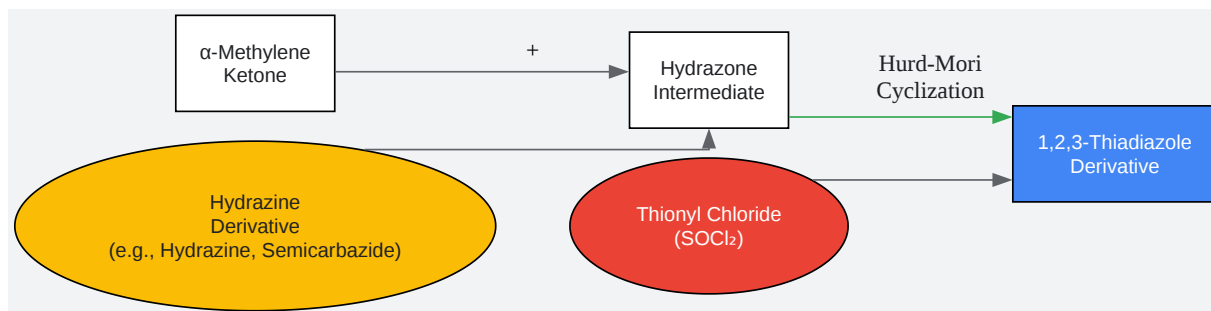 α-Methylene
Ketone
+
Hydrazone
Intermediate
Hurd-Mori
Cyclization
1,2,3-Thiadiazole
Derivative
Hydrazine
Derivative
(e.g., Hydrazine, Semicarbazide)
Thionyl Chloride
(SOCl₂)